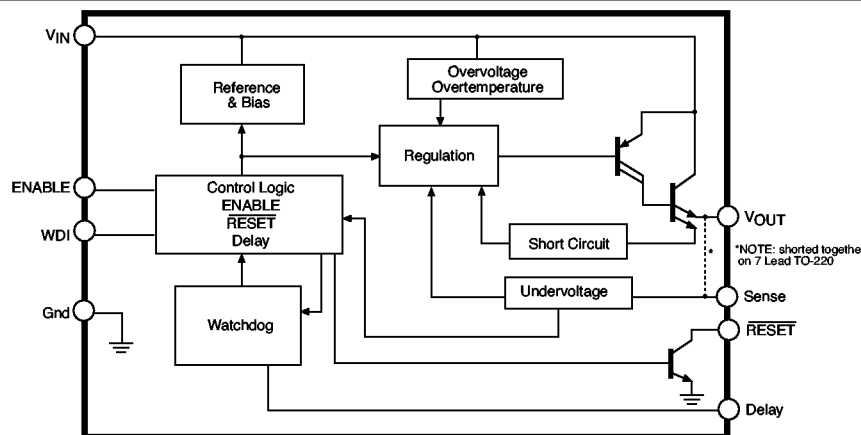 VIN
Reference
& Bias
Overvoltage
Overtemperature
Regulation
ENABLE
WDI
Control Logic
ENABLE
RESET
Delay
VOUT
*
*NOTE: shorted togethe
on 7 Lead TO-220
Short Circuit
Undervoltage
Sense
Gnd
Watchdog
RESET
Delay